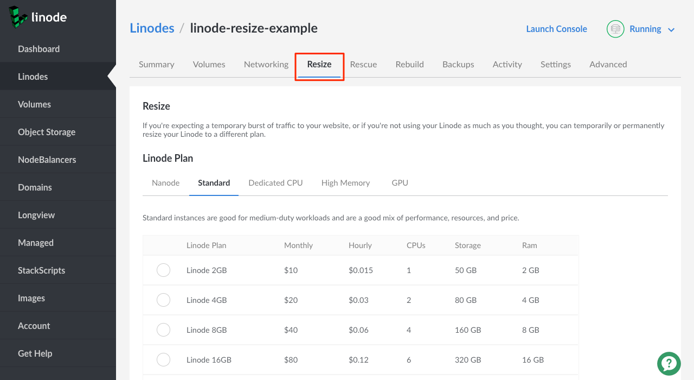 linode
Linodes / linode-resize-example
Launch Console
Running
Dashboard
Linodes
Volumes
Object Storage
NodeBalancers
Domains
Longview
Managed
StackScripts
Images
Account
Get Help
Summary Volumes Networking Resize Rescue Rebuild Backups Activity Settings Advanced
Resize
If you're expecting a temporary burst of traffic to your website, or if you're not using your Linode as much as you thought, you can temporarily or permanently
resize your Linode to a different plan.
Linode Plan
Nanode Standard Dedicated CPU High Memory GPU
Standard instances are good for medium-duty workloads and are a good mix of performance, resources, and price.
Linode Plan Monthly Hourly CPUs Storage Ram
Linode 2GB $10 $0.015 1 50 GB 2 GB
Linode 4GB $20 $0.03 2 80 GB 4 GB
Linode 8GB $40 $0.06 4 160 GB 8 GB
Linode 16GB $80 $0.12 6 320 GB 16 GB
?